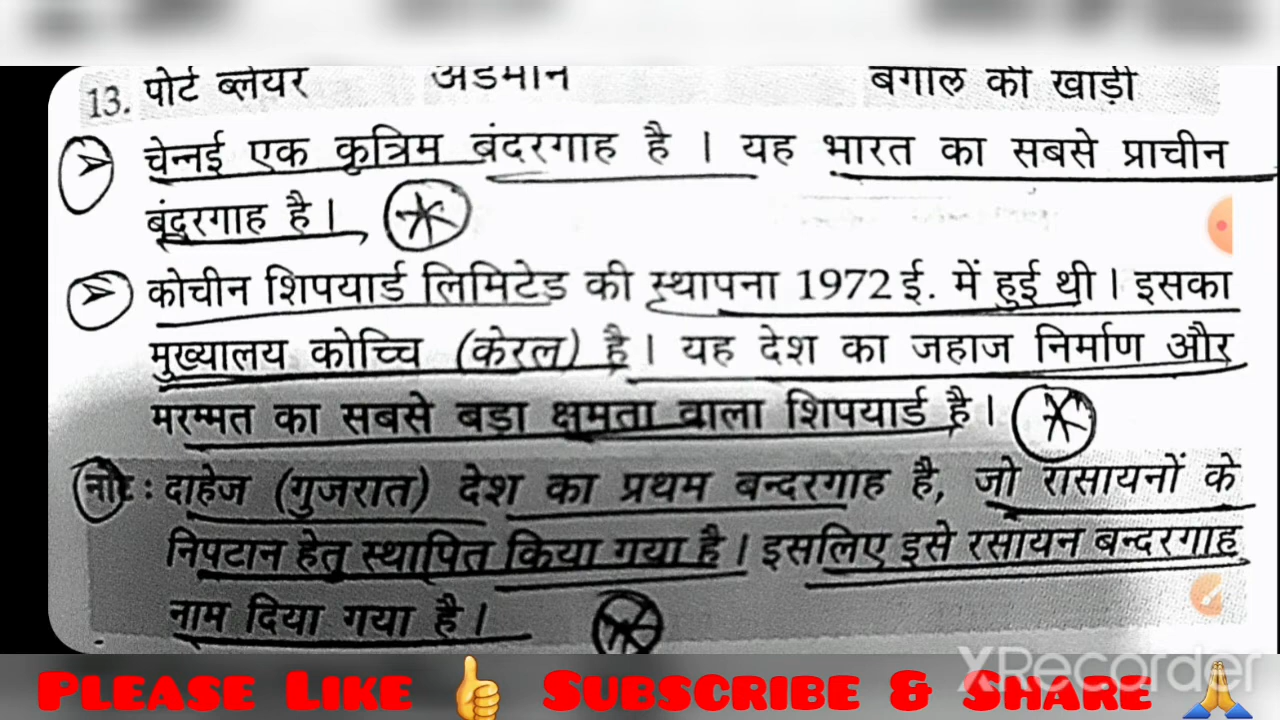 13. पोर्ट ब्लेयर अंडमान बंगाल की खाड़ी
चेन्नई एक कृत्रिम बंदरगाह है । यह भारत का सबसे प्राचीन
बंदरगाह है।
कोचीन शिपयार्ड लिमिटेड की स्थापना 1972 ई. में हुई थी । इसका
मुख्यालय कोच्चि (केरल) है । यह देश का जहाज निर्माण और
मरम्मत का सबसे बड़ा क्षमता वाला शिपयार्ड है ।
नोट : दाहेज (गुजरात) देश का प्रथम बन्दरगाह है, जो रासायनों के
निपटान हेतु स्थापित किया गया है । इसलिए इसे रसायन बन्दरगाह
नाम दिया गया है ।
XRecorder
PLEASE LIKE 👍 SUBSCRIBE & SHARE 🙏